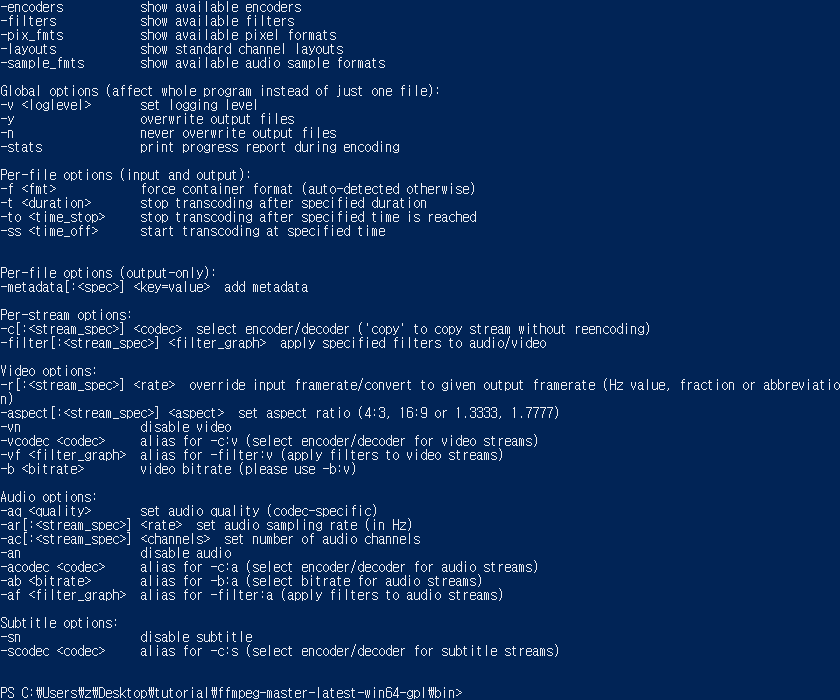 -encoders           show available encoders
-filters            show available filters
-pix_fmts           show available pixel formats
-layouts            show standard channel layouts
-sample_fmts        show available audio sample formats

Global options (affect whole program instead of just one file):
-v <loglevel>       set logging level
-y                  overwrite output files
-n                  never overwrite output files
-stats              print progress report during encoding

Per-file options (input and output):
-f <fmt>            force container format (auto-detected otherwise)
-t <duration>       stop transcoding after specified duration
-to <time_stop>     stop transcoding after specified time is reached
-ss <time_off>      start transcoding at specified time


Per-file options (output-only):
-metadata[:<spec>] <key=value>  add metadata

Per-stream options:
-c[:<stream_spec>] <codec>  select encoder/decoder ('copy' to copy stream without reencoding)
-filter[:<stream_spec>] <filter_graph>  apply specified filters to audio/video

Video options:
-r[:<stream_spec>] <rate>  override input framerate/convert to given output framerate (Hz value, fraction or abbreviatio
n)
-aspect[:<stream_spec>] <aspect>  set aspect ratio (4:3, 16:9 or 1.3333, 1.7777)
-vn                 disable video
-vcodec <codec>     alias for -c:v (select encoder/decoder for video streams)
-vf <filter_graph>  alias for -filter:v (apply filters to video streams)
-b <bitrate>        video bitrate (please use -b:v)

Audio options:
-aq <quality>       set audio quality (codec-specific)
-ar[:<stream_spec>] <rate>  set audio sampling rate (in Hz)
-ac[:<stream_spec>] <channels>  set number of audio channels
-an                 disable audio
-acodec <codec>     alias for -c:a (select encoder/decoder for audio streams)
-ab <bitrate>       alias for -b:a (select bitrate for audio streams)
-af <filter_graph>  alias for -filter:a (apply filters to audio streams)

Subtitle options:
-sn                 disable subtitle
-scodec <codec>     alias for -c:s (select encoder/decoder for subtitle streams)


PS C:₩Users₩z₩Desktop₩tutorial₩ffmpeg-master-latest-win64-gpl₩bin>